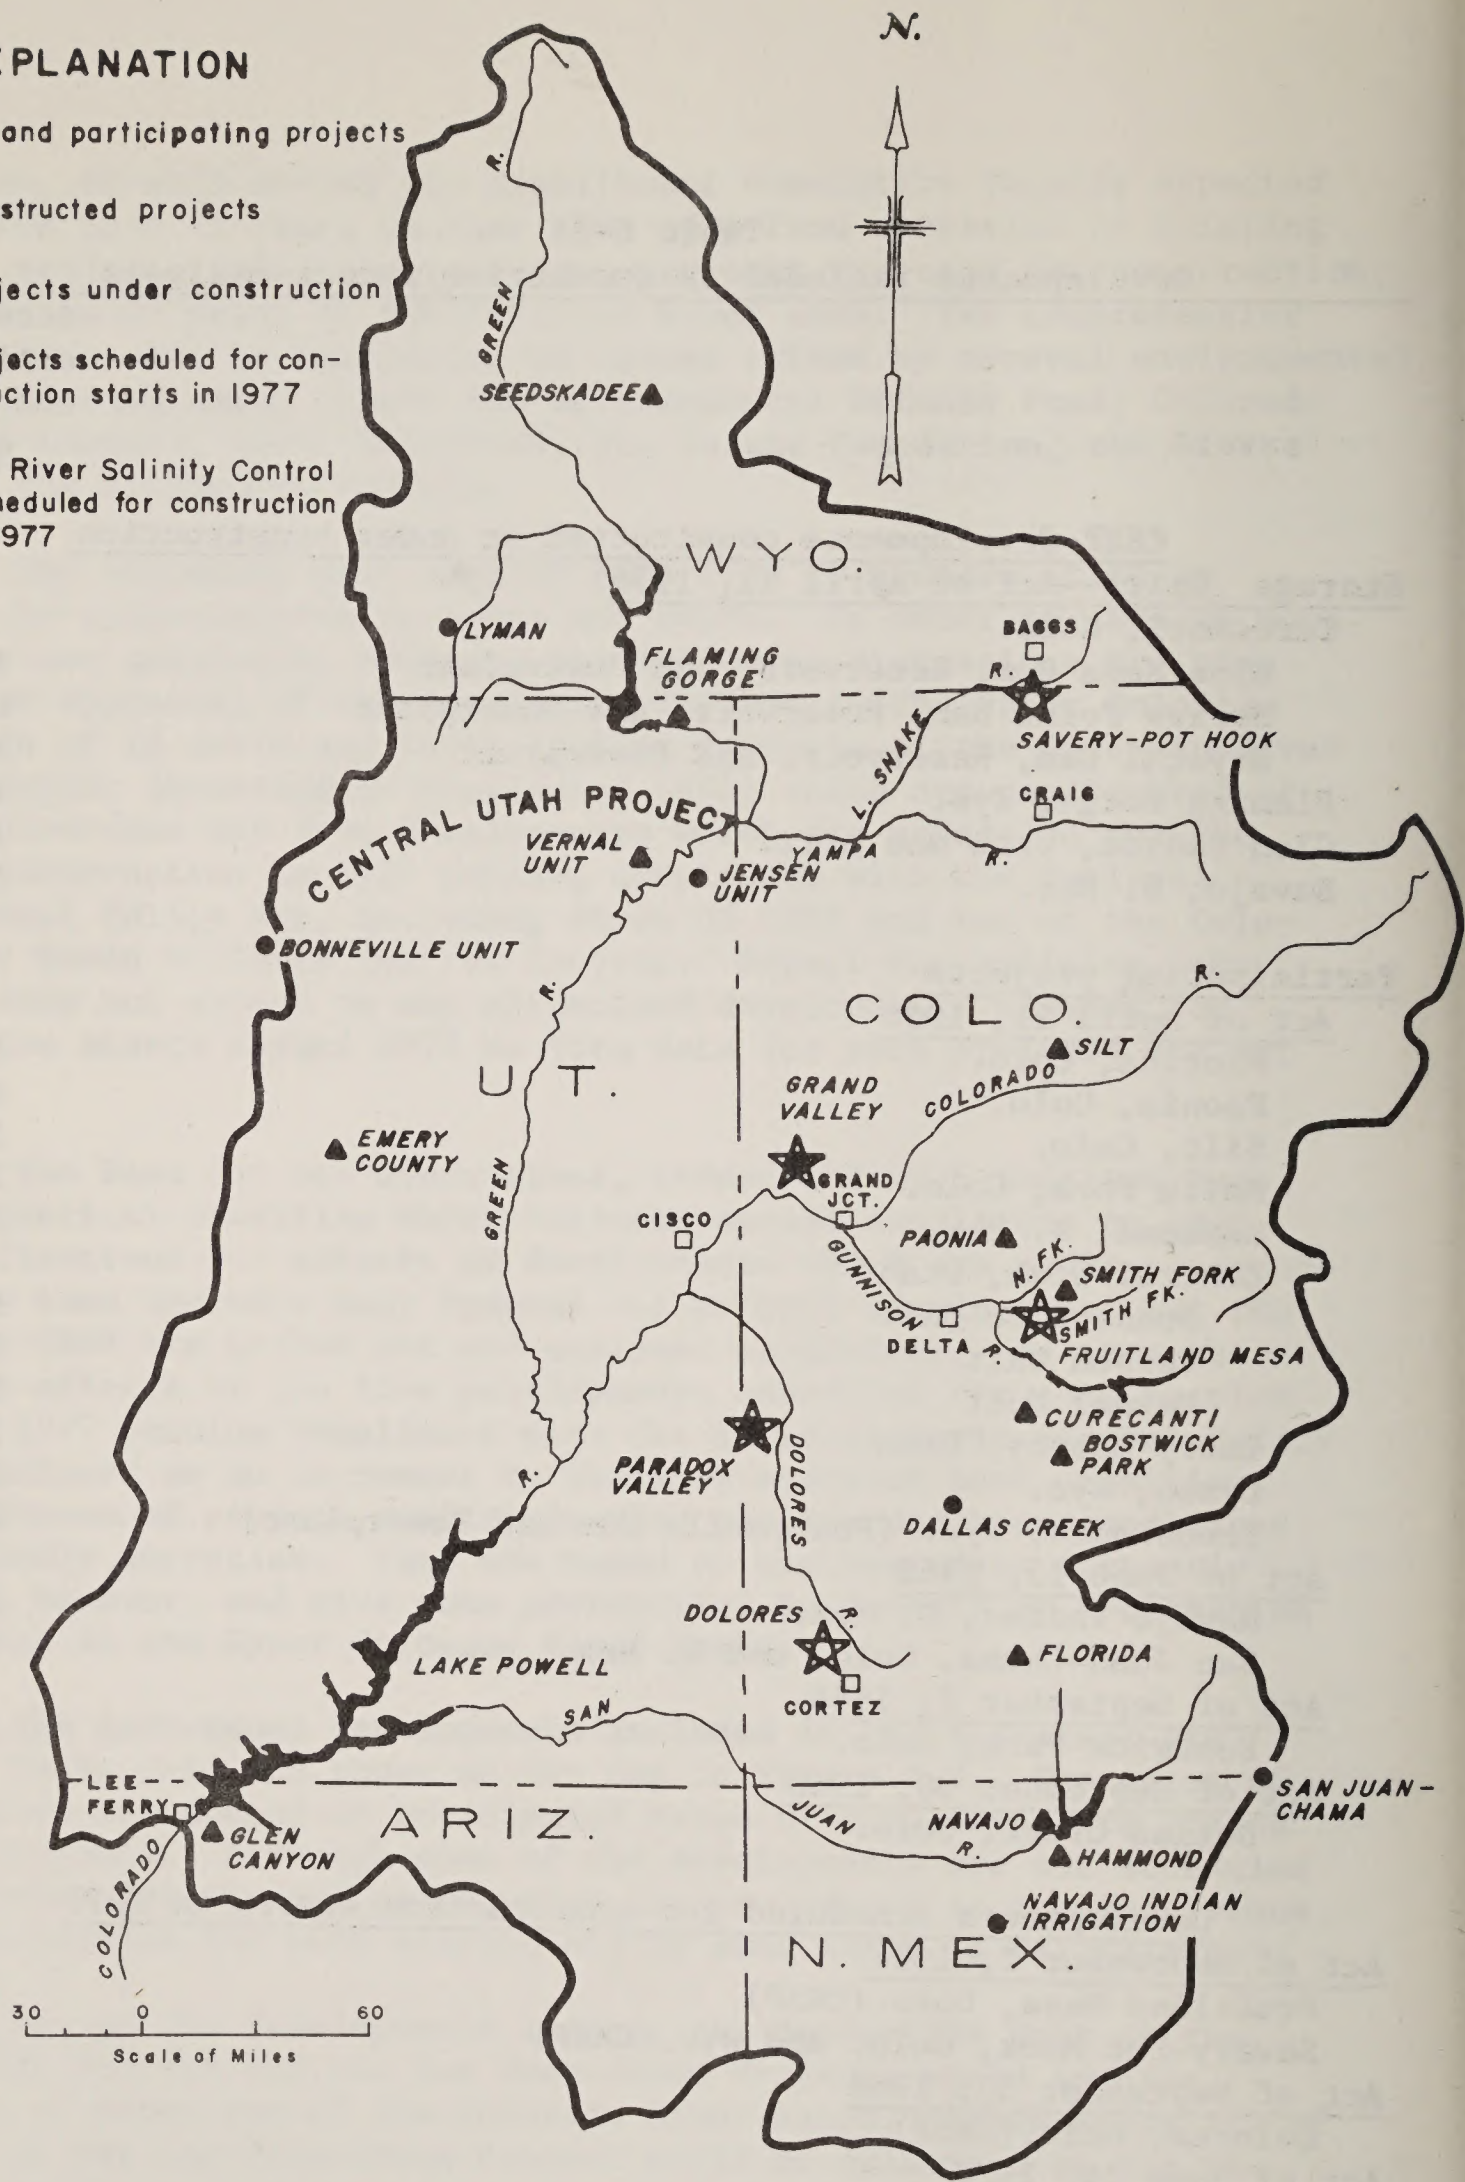 N.
XPLANATION
and participating projects
structed projects
jects under construction
jects scheduled for con-
uction starts in 1977
River Salinity Control
heduled for construction
977
R.
GREEN
SEEDSKADEE
WYO.
LYMAN
FLAMING
GORGE
BAGGS
R.
SAVERY-POT HOOK
L. SNAKE
CRAIG
CENTRAL UTAH PROJECT
VERNAL
UNIT
JENSEN
UNIT
YAMPA
R.
BONNEVILLE UNIT
R.
COLO.
R.
SILT
UT.
GRAND
VALLEY
COLORADO
EMERY
COUNTY
GREEN
GRAND
JCT.
CISCO
PAONIA
GUNNISON
N. FK.
SMITH FORK
SMITH FK.
DELTA
R.
FRUITLAND MESA
CURECANTI
BOSTWICK
PARK
PARADOX
VALLEY
R.
DOLORES
DALLAS CREEK
DOLORES
R.
FLORIDA
LAKE POWELL
CORTEZ
SAN
LEE
FERRY
ARIZ.
JUAN
NAVAJO
R.
SAN JUAN-
CHAMA
GLEN
CANYON
HAMMOND
COLORADO
NAVAJO INDIAN
IRRIGATION
N. MEX.
30 0 60
Scale of Miles